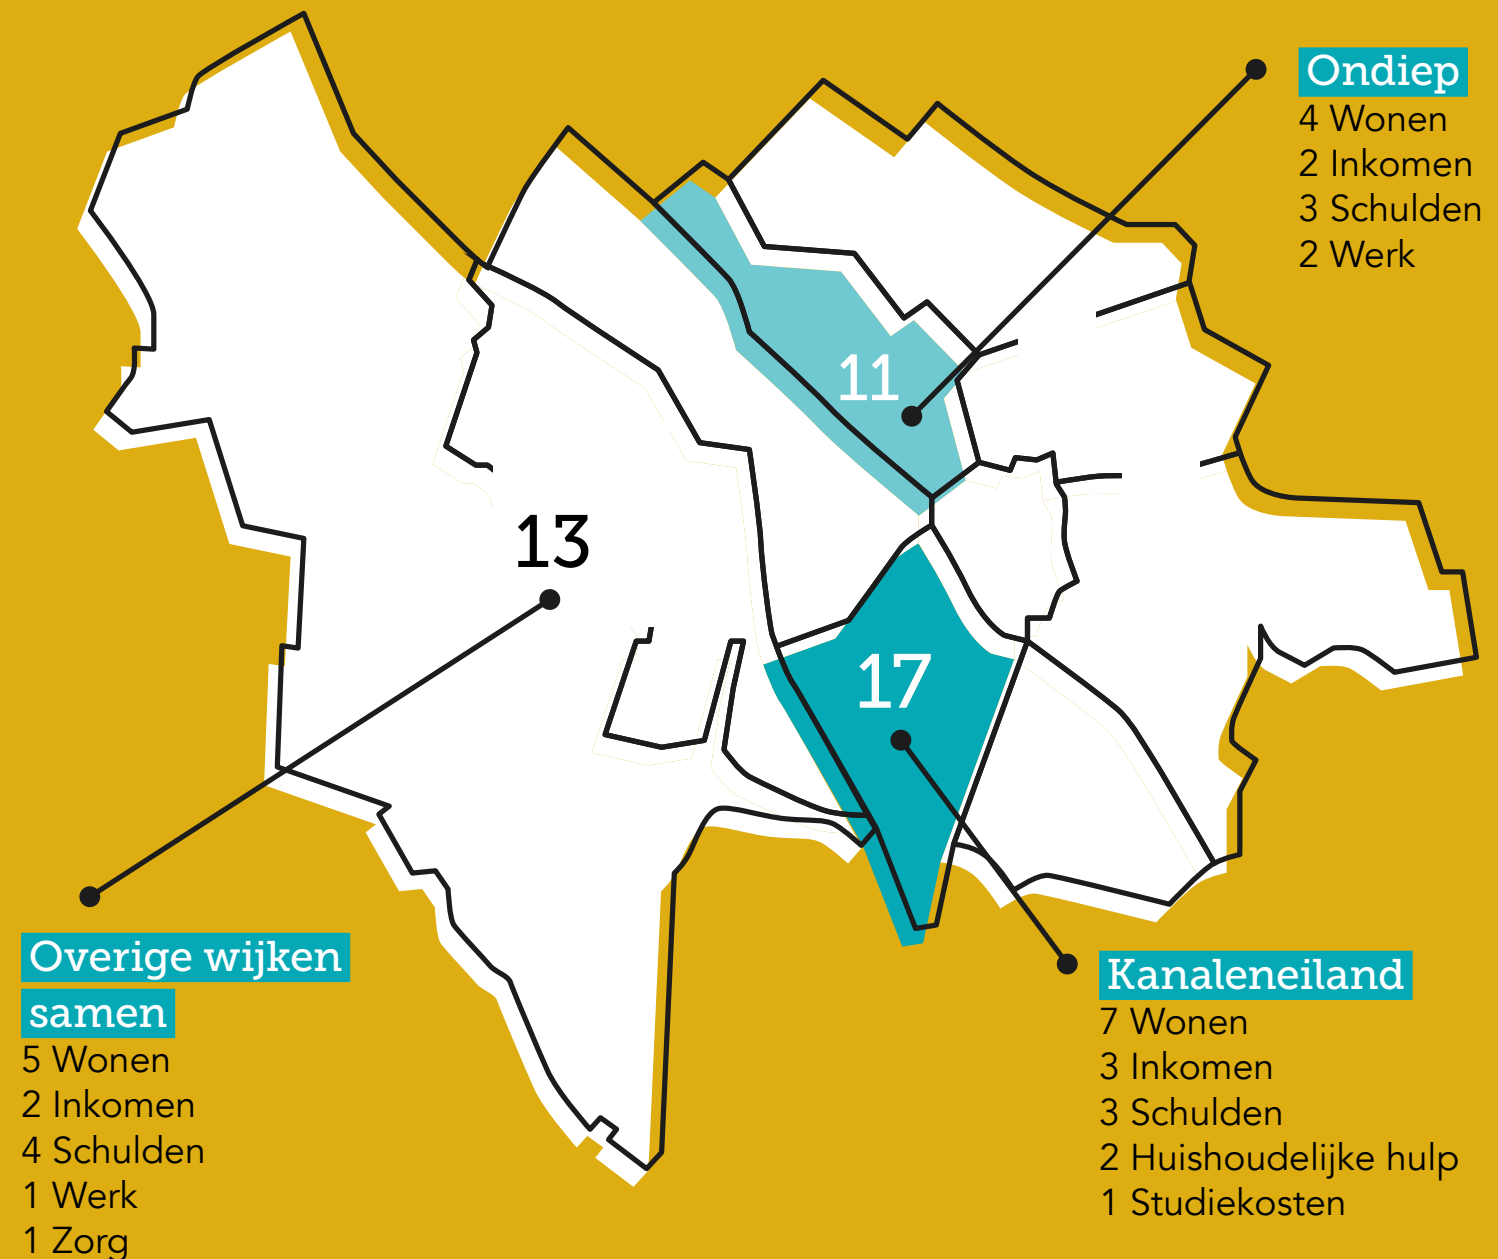 Ondiep
4 Wonen
2 Inkomen
3 Schulden
2 Werk
11
13
17
Overige wijken
samen
5 Wonen
2 Inkomen
4 Schulden
1 Werk
1 Zorg
Kanaleneiland
7 Wonen
3 Inkomen
3 Schulden
2 Huishoudelijke hulp
1 Studiekosten